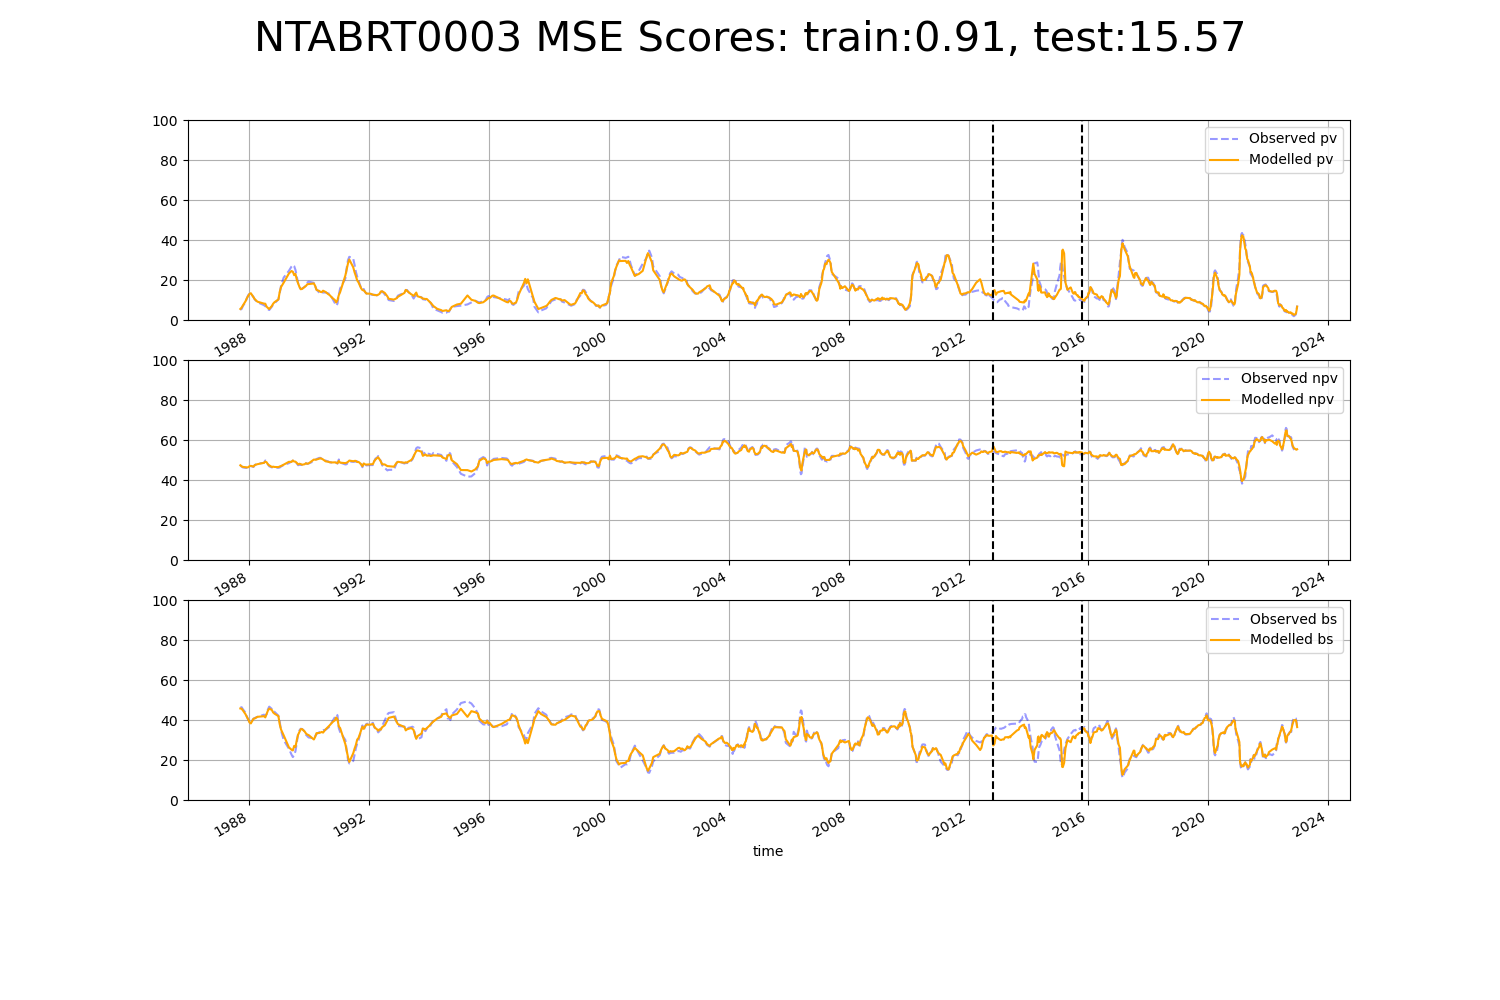 NTABRT0003 MSE Scores: train:0.91, test:15.57
100
80
60
40
20
0
Observed pv
Modelled pv
1988 1992 1996 2000 2004 2008 2012 2016 2020 2024
100
80
60
40
20
0
Observed npv
Modelled npv
1988 1992 1996 2000 2004 2008 2012 2016 2020 2024
100
80
60
40
20
0
Observed bs
Modelled bs
1988 1992 1996 2000 2004 2008 2012 2016 2020 2024
time